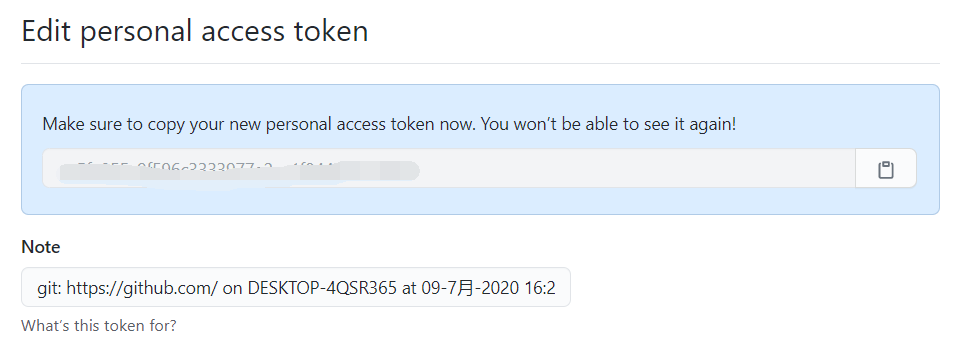 Edit personal access token
Make sure to copy your new personal access token now. You won't be able to see it again!
Note
git: https://github.com/ on DESKTOP-4QSR365 at 09-7月-2020 16:2
What's this token for?